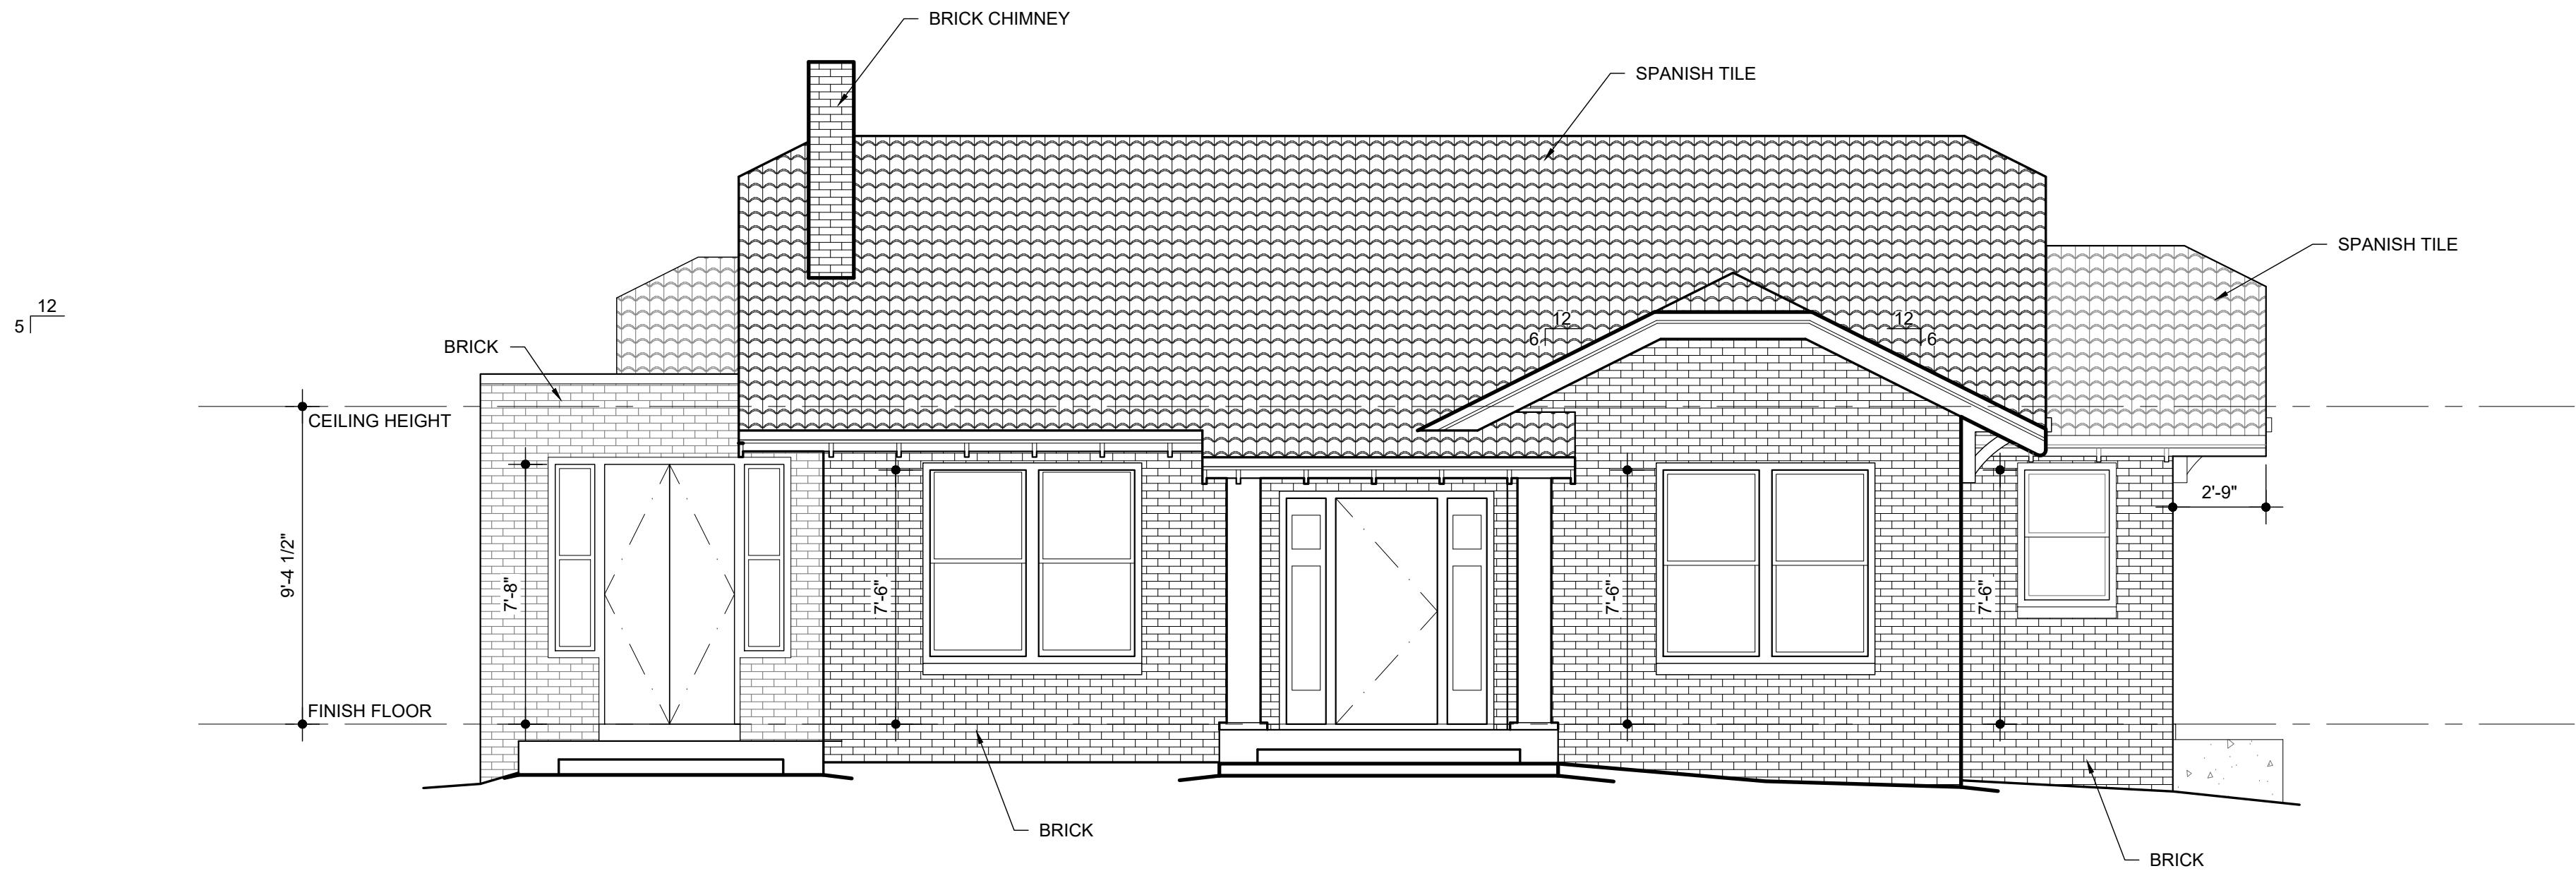 BRICK CHIMNEY
SPANISH TILE
SPANISH TILE
12
5
12
6
12
6
BRICK
CEILING HEIGHT
2'-9"
9'-4 1/2"
7'-8"
7'-6"
7'-6"
7'-6"
FINISH FLOOR
BRICK
BRICK